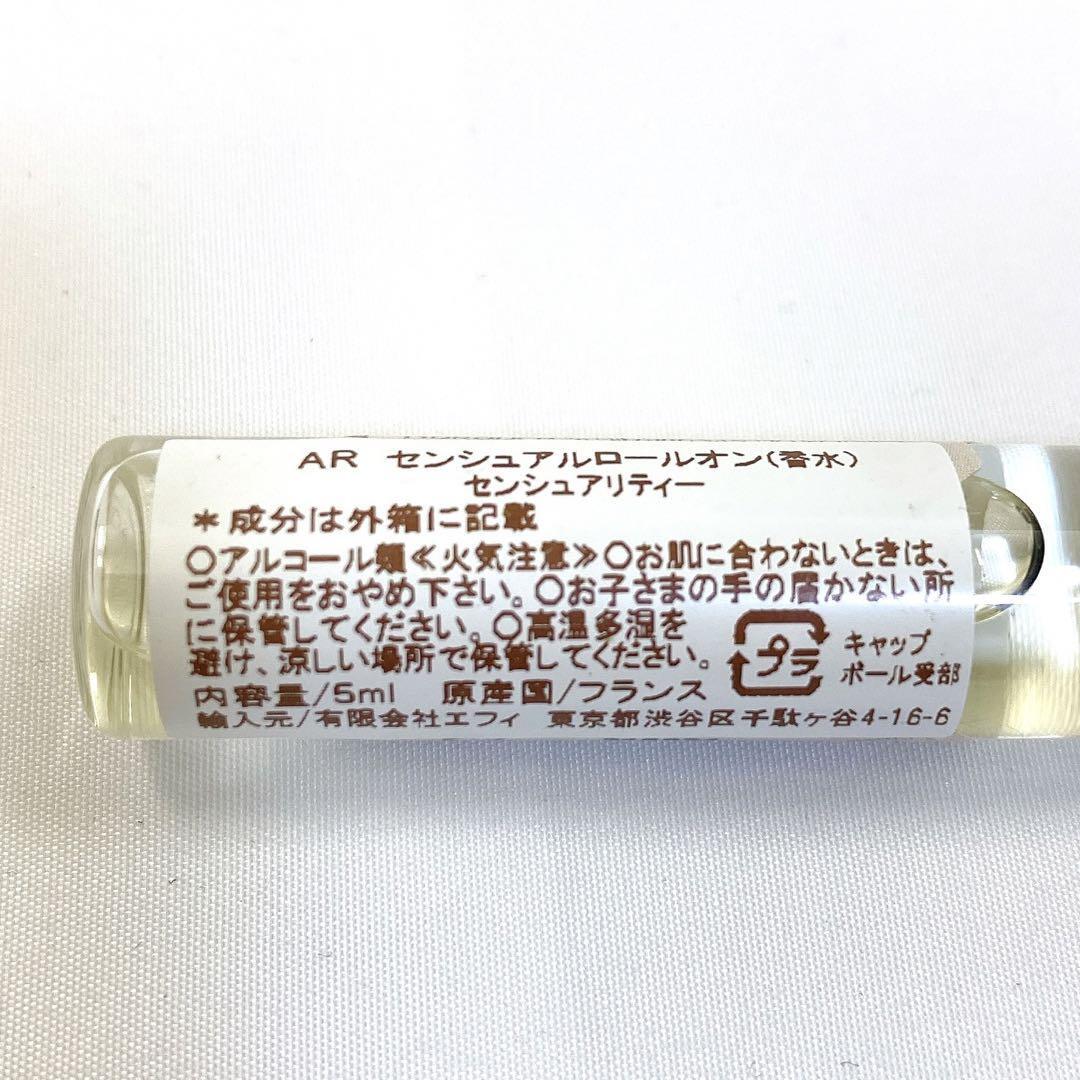 AR センシュアルロールオン(香水)
センシュアリティー
*成分は外箱に記載
○アルコール類≪火気注意≫○お肌に合わないときは、
ご使用をおやめ下さい。○お子さまの手の届かない所
に保管してください。○高温多湿を
避け、涼しい場所で保管してください。
プラ
キャップ
ボール受部
内容量/5ml 原産国/フランス
輸入元/有限会社エフィ 東京都渋谷区千駄ヶ谷4-16-6